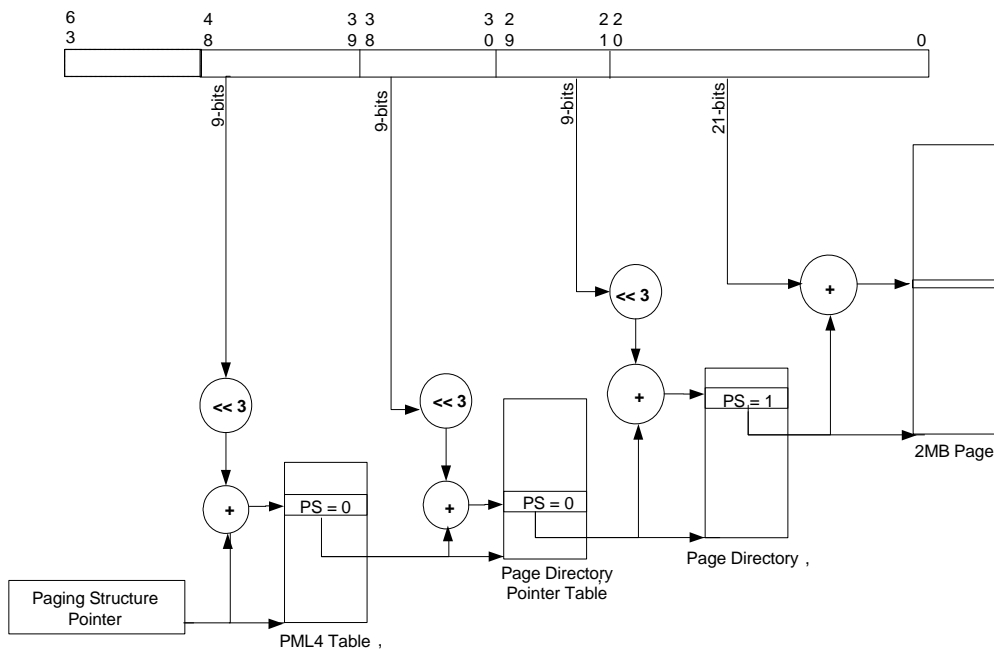 6 4 3 3 3 2 2 2
3 8 9 8 0 9 1 0 0
9-bits
9-bits
9-bits
21-bits
<< 3
+
<< 3
+
<< 3
+
+
PS = 0
PS = 0
PS = 1
2MB Page
Page Directory ,
Page Directory,
Pointer Table
Paging Structure
Pointer
PML4 Table ,